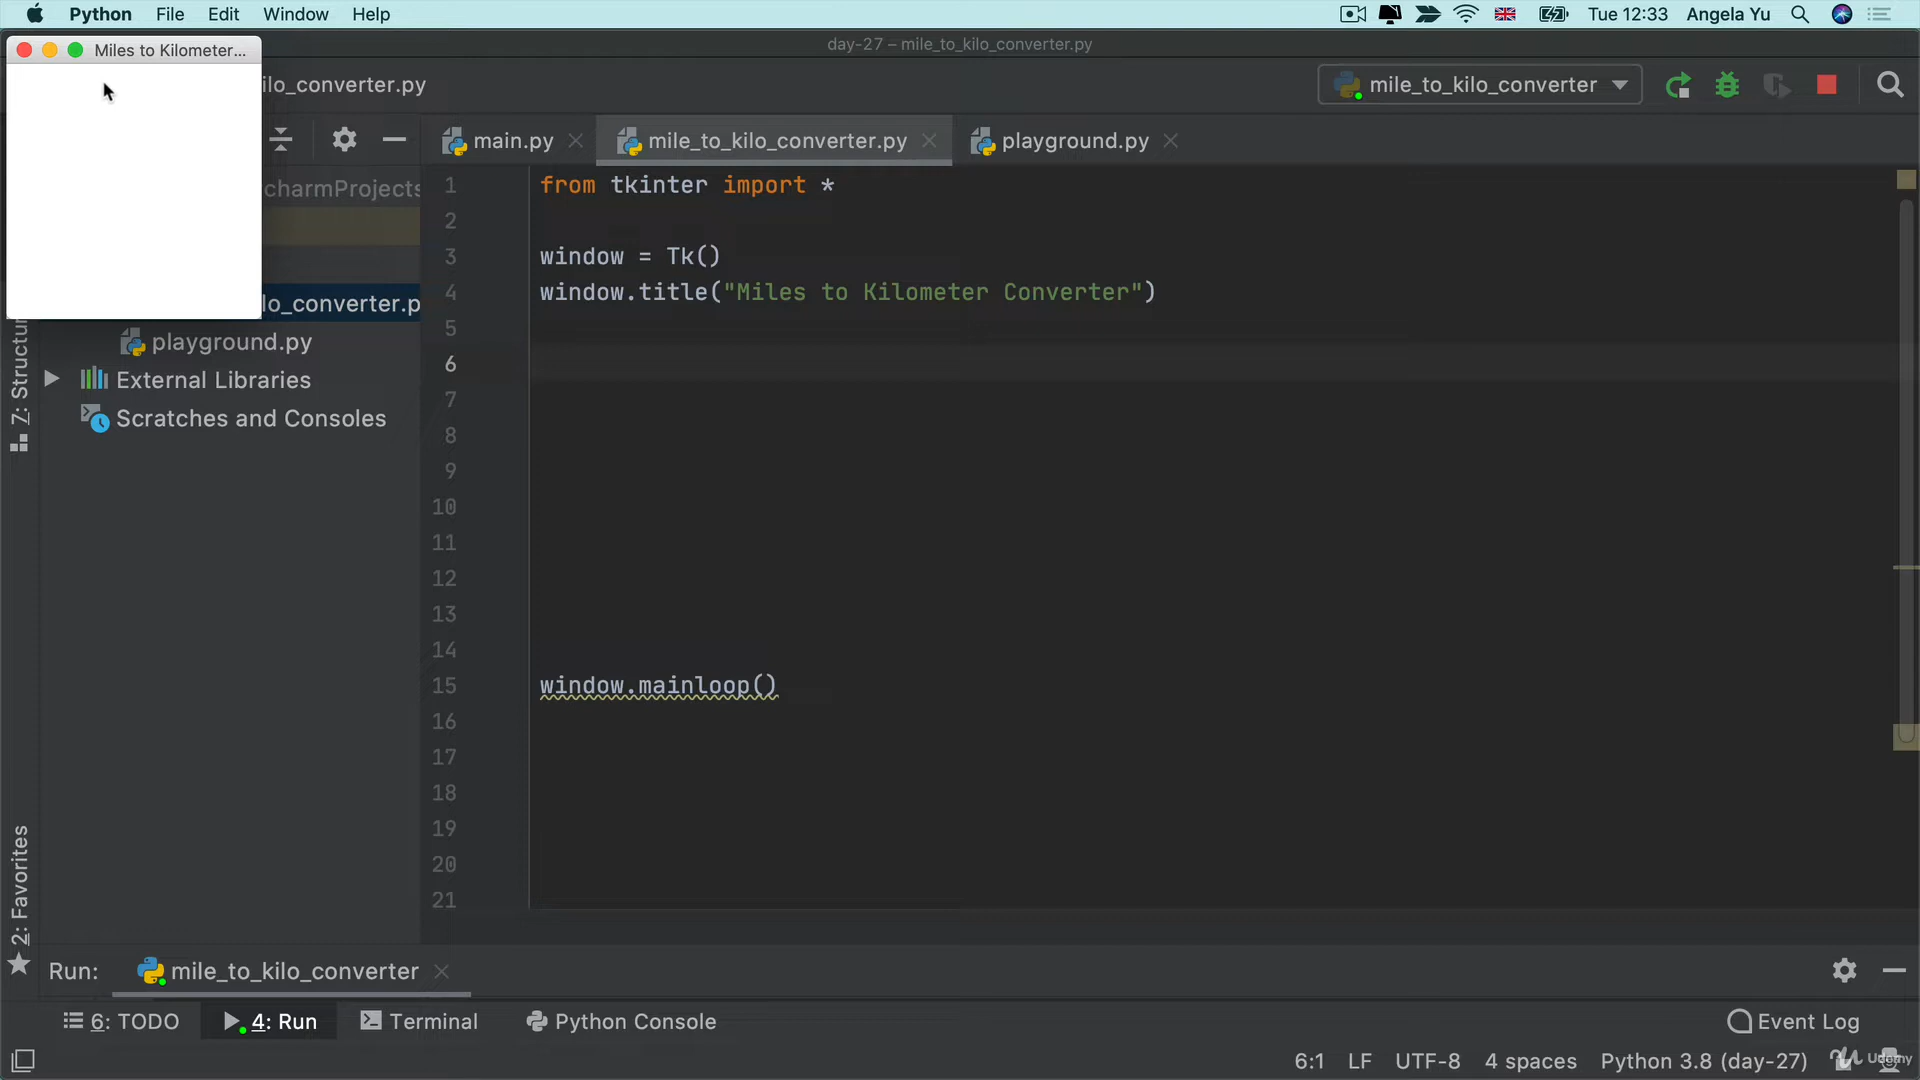 Python File Edit Window Help Tue 12:33 Angela Yu
day-27 – mile_to_kilo_converter.py
Miles to Kilometer...
ilo_converter.py
mile_to_kilo_converter
main.py mile_to_kilo_converter.py playground.py
charmProjects
lo_converter.p
playground.py
External Libraries
Scratches and Consoles
7: Structur
2: Favorites
1 from tkinter import *
2
3 window = Tk()
4 window.title("Miles to Kilometer Converter")
5
6
7
8
9
10
11
12
13
14
15 window.mainloop()
16
17
18
19
20
21
Run: mile_to_kilo_converter
6: TODO 4: Run Terminal Python Console Event Log
6:1 LF UTF-8 4 spaces Python 3.8 (day-27) Udemy